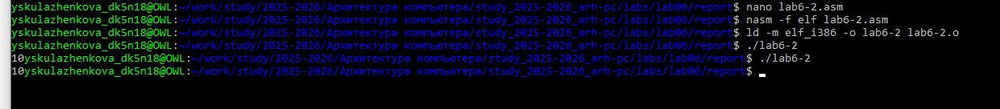 yskulazhenkova_dk5n18@OWL:~/work/study/2025-2026/Архитектура компьютера/study_2025-2026_arh-pc/labs/lab06/report$ nano lab6-2.asm
yskulazhenkova_dk5n18@OWL:~/work/study/2025-2026/Архитектура компьютера/study_2025-2026_arh-pc/labs/lab06/report$ nasm -f elf lab6-2.asm
yskulazhenkova_dk5n18@OWL:~/work/study/2025-2026/Архитектура компьютера/study_2025-2026_arh-pc/labs/lab06/report$ ld -m elf_i386 -o lab6-2 lab6-2.o
yskulazhenkova_dk5n18@OWL:~/work/study/2025-2026/Архитектура компьютера/study_2025-2026_arh-pc/labs/lab06/report$ ./lab6-2
10yskulazhenkova_dk5n18@OWL:~/work/study/2025-2026/Архитектура компьютера/study_2025-2026_arh-pc/labs/lab06/report$ ./lab6-2
10yskulazhenkova_dk5n18@OWL:~/work/study/2025-2026/Архитектура компьютера/study_2025-2026_arh-pc/labs/lab06/report$